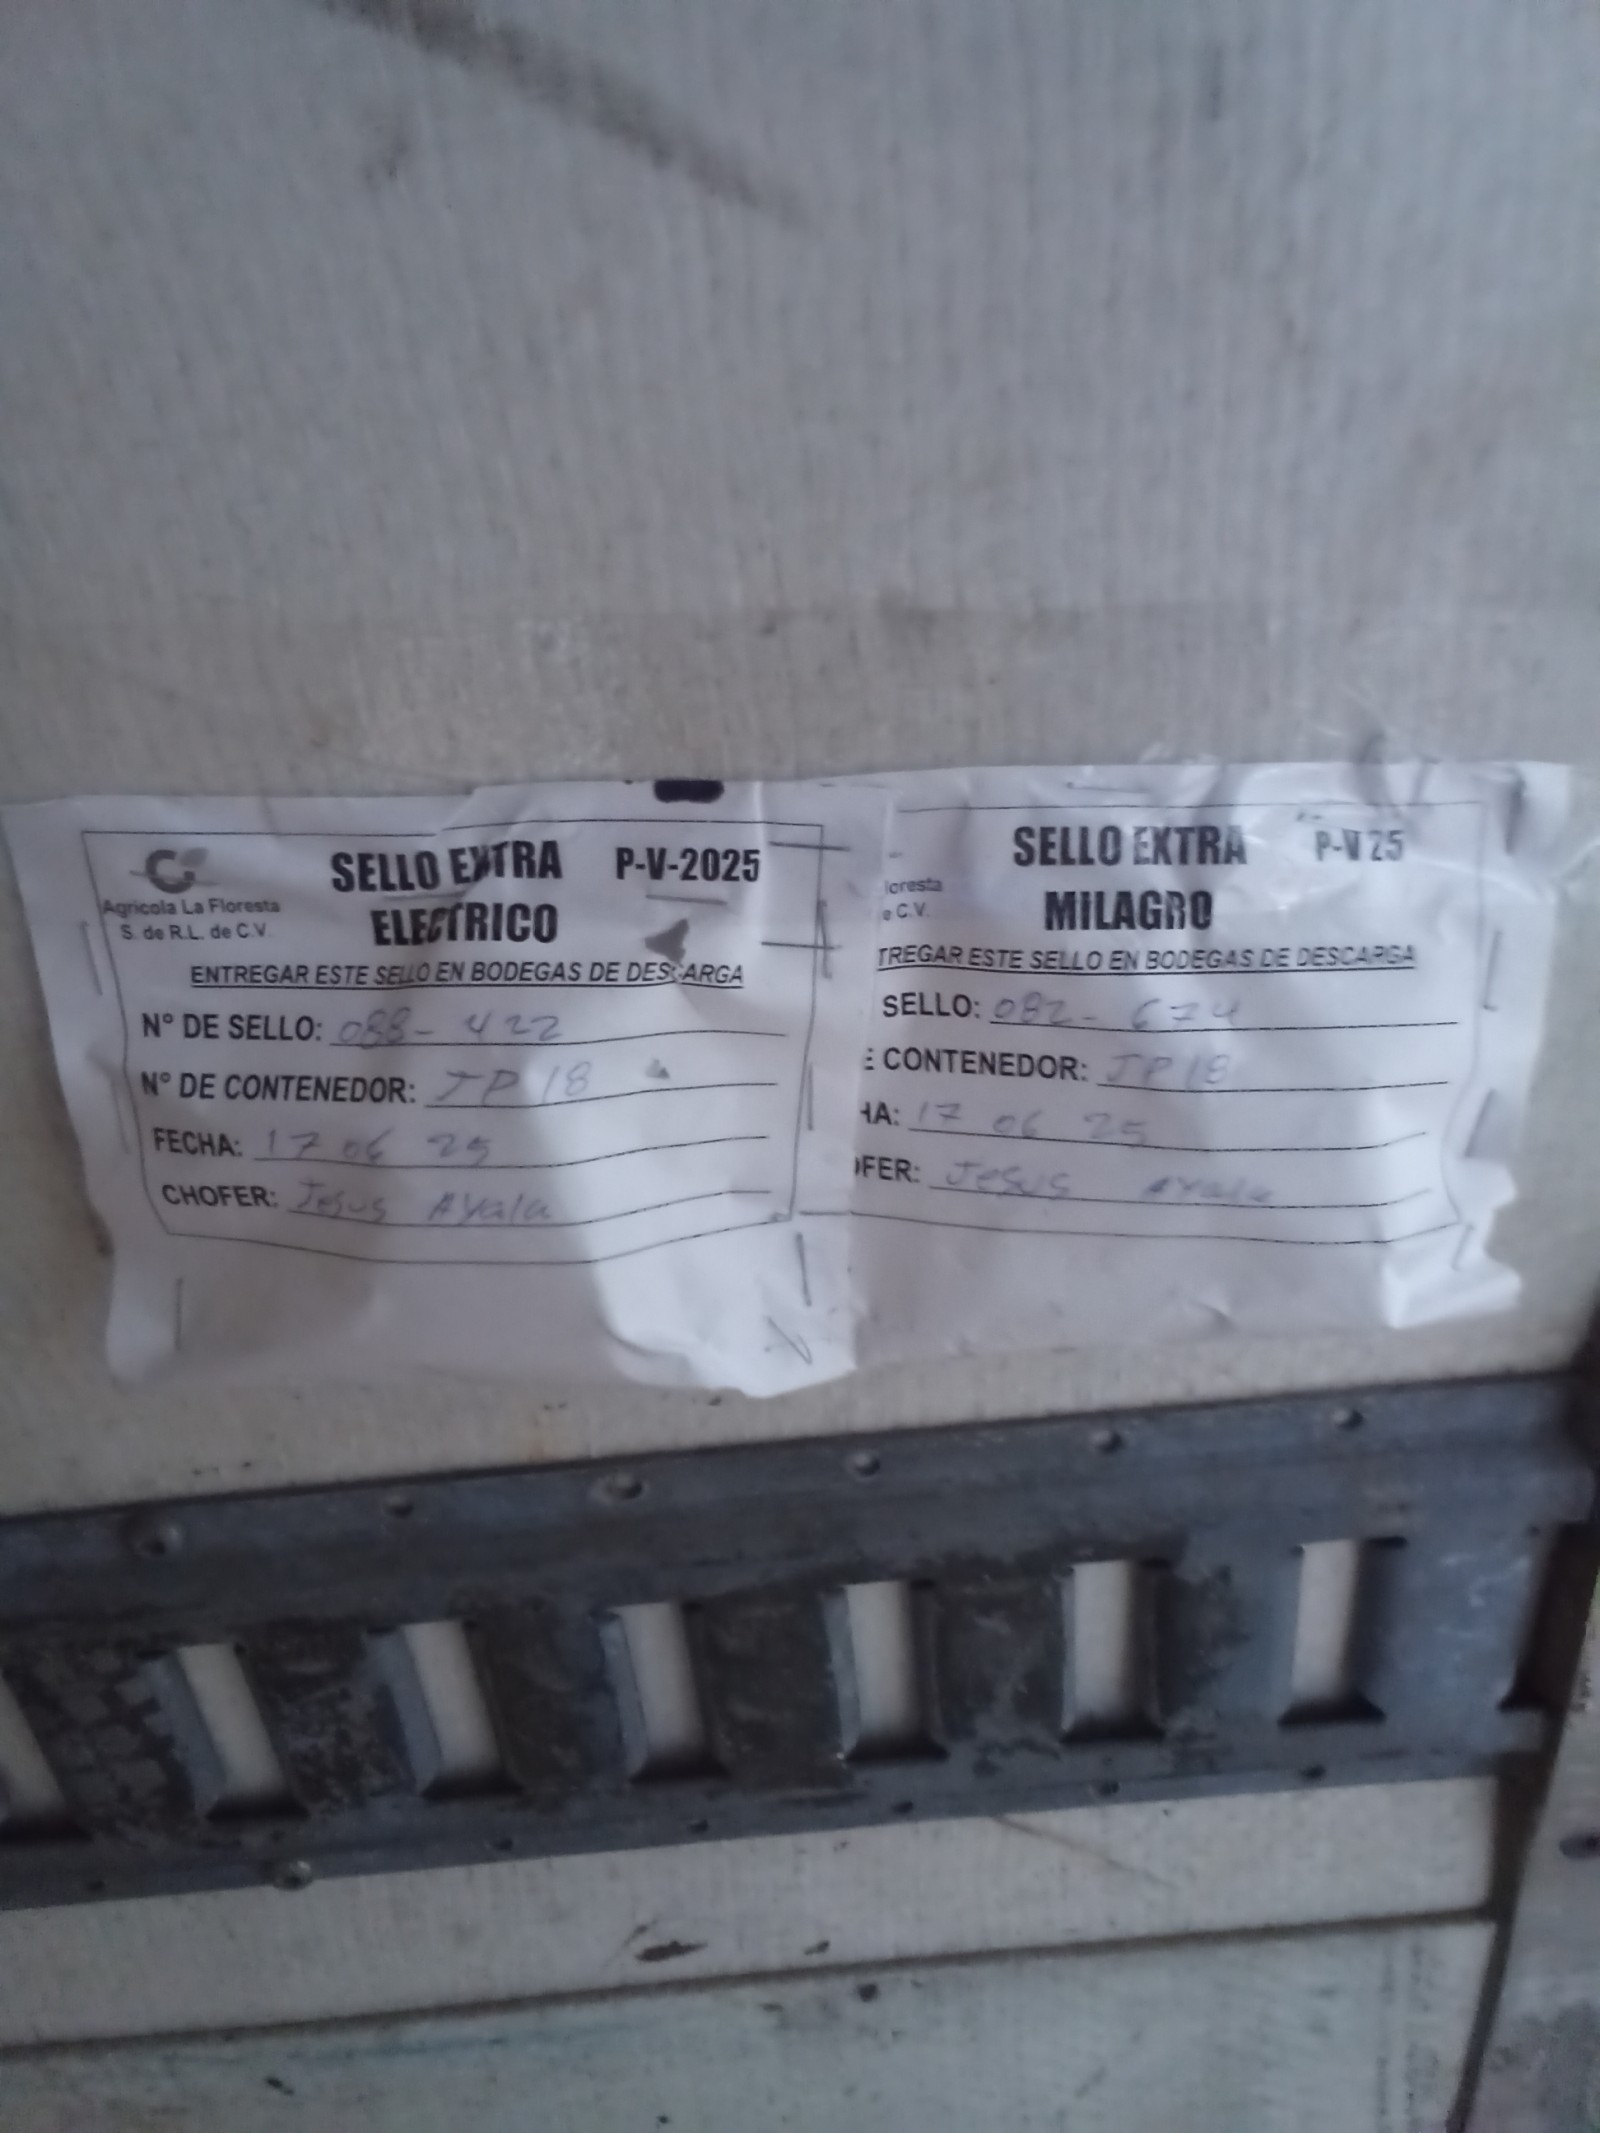 Agricola La Floresta
S. de R.L. de C.V.
SELLO EXTRA P-V-2025
ELECTRICO
ENTREGAR ESTE SELLO EN BODEGAS DE DESCARGA
N° DE SELLO: 088-422
N° DE CONTENEDOR: JP 18
FECHA: 17 06 25
CHOFER: Jesus Ayala
loresta
e C.V.
SELLO EXTRA P-V 25
MILAGRO
TREGAR ESTE SELLO EN BODEGAS DE DESCARGA
SELLO: 082-674
E CONTENEDOR: JP 18
HA: 17 06 25
OFER: Jesus Ayala